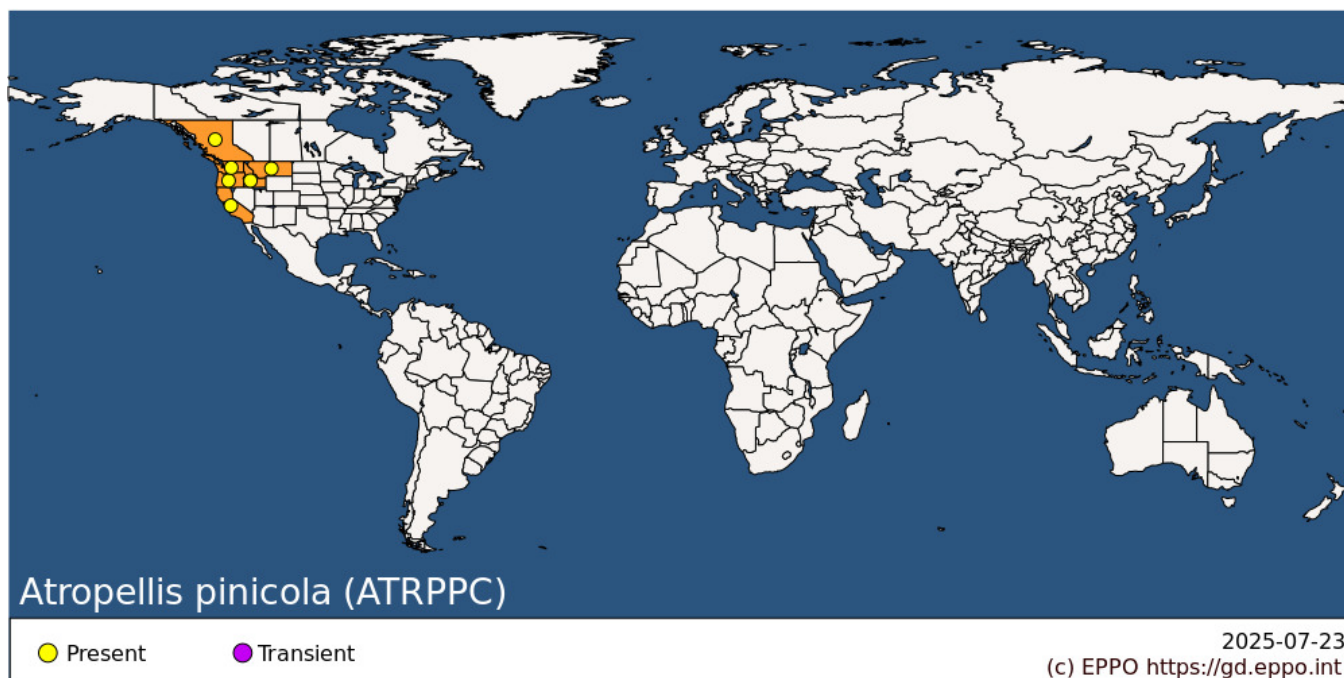 Atropellis pinicola (ATRPPC)
Present
Transient
2025-07-23
(c) EPPO https://gd.eppo.int